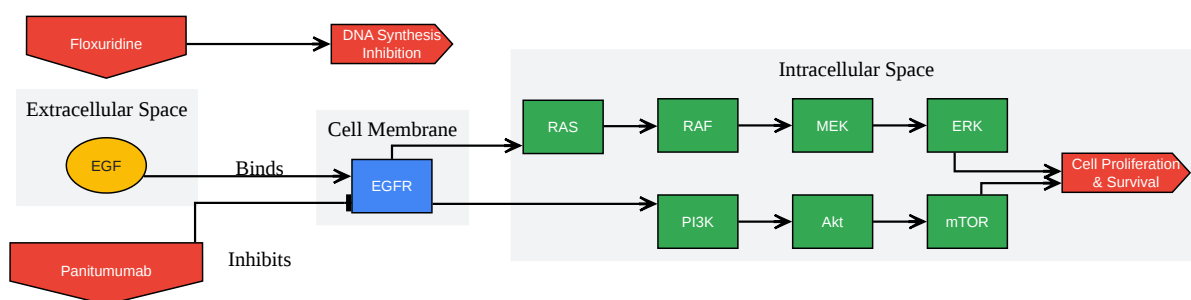 Floxuridine
DNA Synthesis
Inhibition
Extracellular Space
EGF
Binds
Cell Membrane
EGFR
Intracellular Space
RAS
RAF
MEK
ERK
PI3K
Akt
mTOR
Cell Proliferation
& Survival
Panitumumab
Inhibits